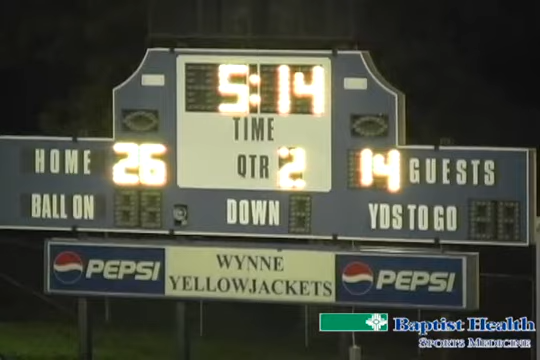 5:14
TIME
HOME 26 QTR 2 14 GUESTS
BALL ON DOWN YDS TO GO
PEPSI WYNNE YELLOWJACKETS PEPSI
Baptist Health
SPORTS MEDICINE